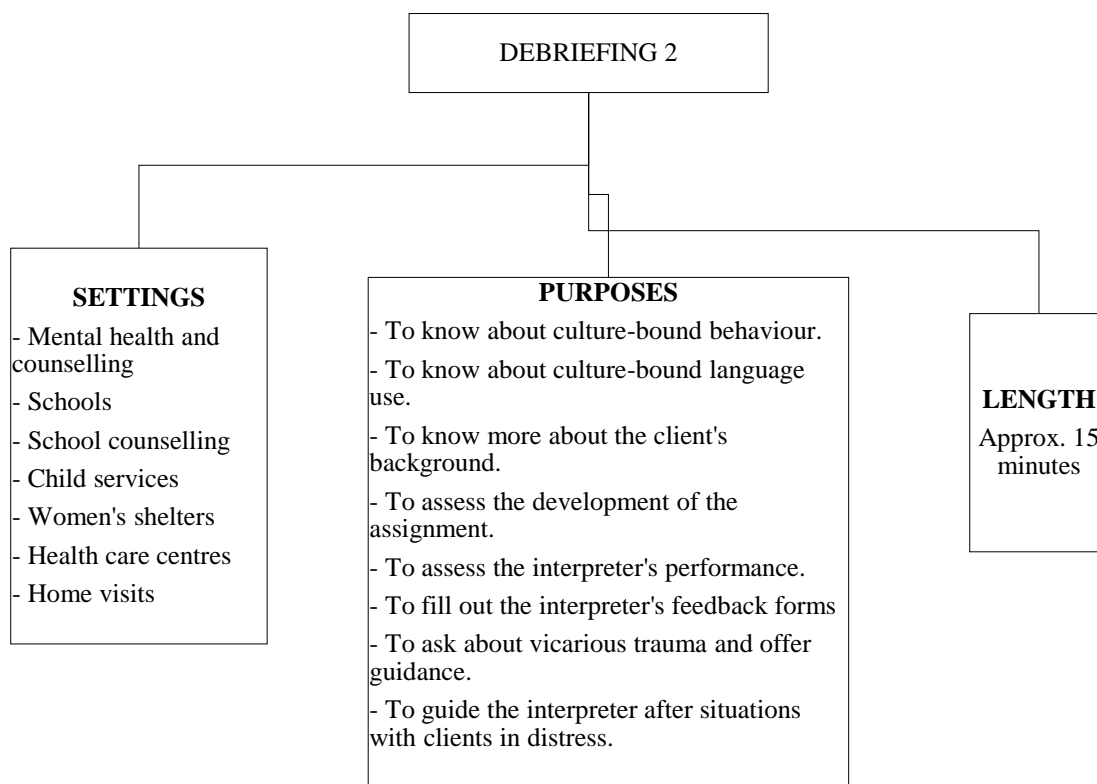 DEBRIEFING 2
SETTINGS
- Mental health and
counselling
- Schools
- School counselling
- Child services
- Women's shelters
- Health care centres
- Home visits
PURPOSES
- To know about culture-bound behaviour.
- To know about culture-bound language
use.
- To know more about the client's
background.
- To assess the development of the
assignment.
- To assess the interpreter's performance.
- To fill out the interpreter's feedback forms
- To ask about vicarious trauma and offer
guidance.
- To guide the interpreter after situations
with clients in distress.
LENGTH
Approx. 15
minutes